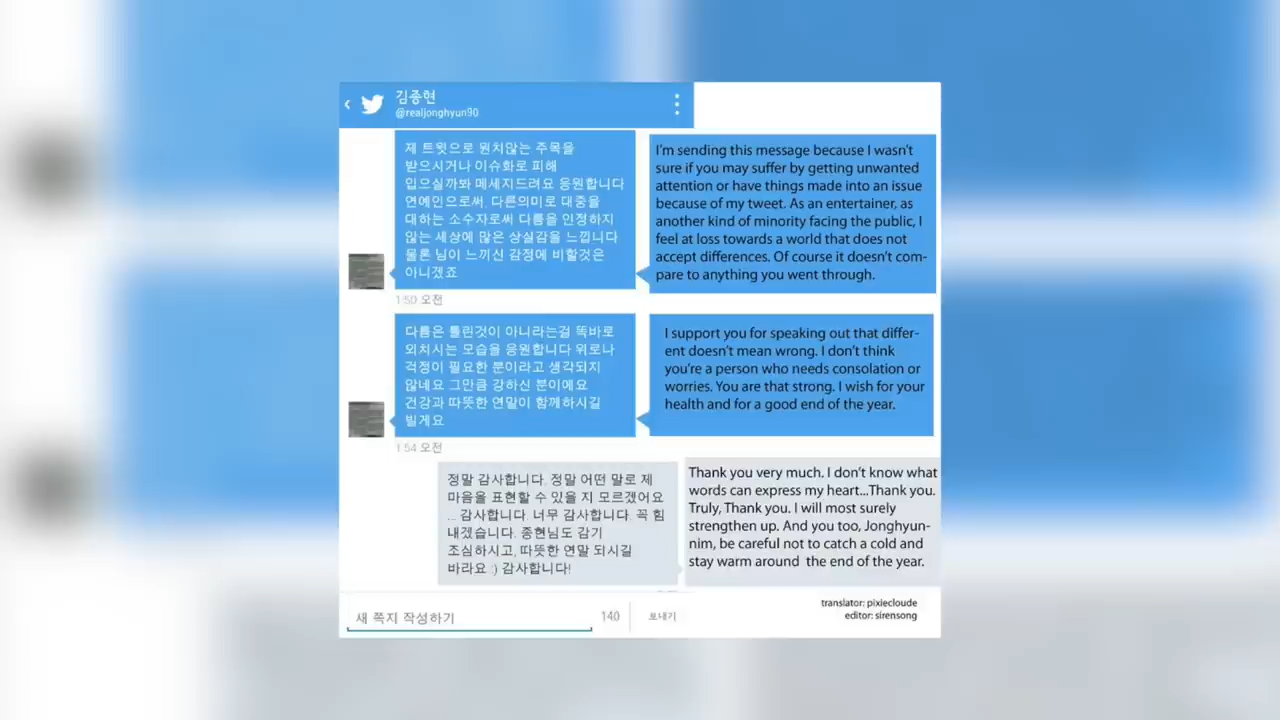 김종현
@realjonghyun90
제 트윗으로 원치않는 주목을
받으시거나 이슈화로 피해
입으실까봐 메세지드려요 응원합니다
연예인으로써, 다른의미로 대중을
대하는 소수자로써 다름을 인정하지
않는 세상에 많은 상실감을 느낍니다
물론 님이 느끼신 감정에 비할것은
아니겠죠
1:50 오전
I'm sending this message because I wasn't
sure if you may suffer by getting unwanted
attention or have things made into an issue
because of my tweet. As an entertainer, as
another kind of minority facing the public, I
feel at loss towards a world that does not
accept differences. Of course it doesn't com-
pare to anything you went through.
다름은 틀린것이 아니라는걸 똑바로
외치시는 모습을 응원합니다 위로나
걱정이 필요한 분이라고 생각되지
않네요 그만큼 강하신 분이에요
건강과 따뜻한 연말이 함께하시길
빌게요
1:54 오전
I support you for speaking out that differ-
ent doesn't mean wrong. I don't think
you're a person who needs consolation or
worries. You are that strong. I wish for your
health and for a good end of the year.
정말 감사합니다. 정말 어떤 말로 제
마음을 표현할 수 있을 지 모르겠어요
... 감사합니다. 너무 감사합니다. 꼭 힘
내겠습니다. 종현님도 감기
조심하시고, 따뜻한 연말 되시길
바라요 :) 감사합니다!
Thank you very much. I don't know what
words can express my heart...Thank you.
Truly, Thank you. I will most surely
strengthen up. And you too, Jonghyun-
nim, be careful not to catch a cold and
stay warm around the end of the year.
새 쪽지 작성하기
140
보내기
translator: pixiecloude
editor: sirensong